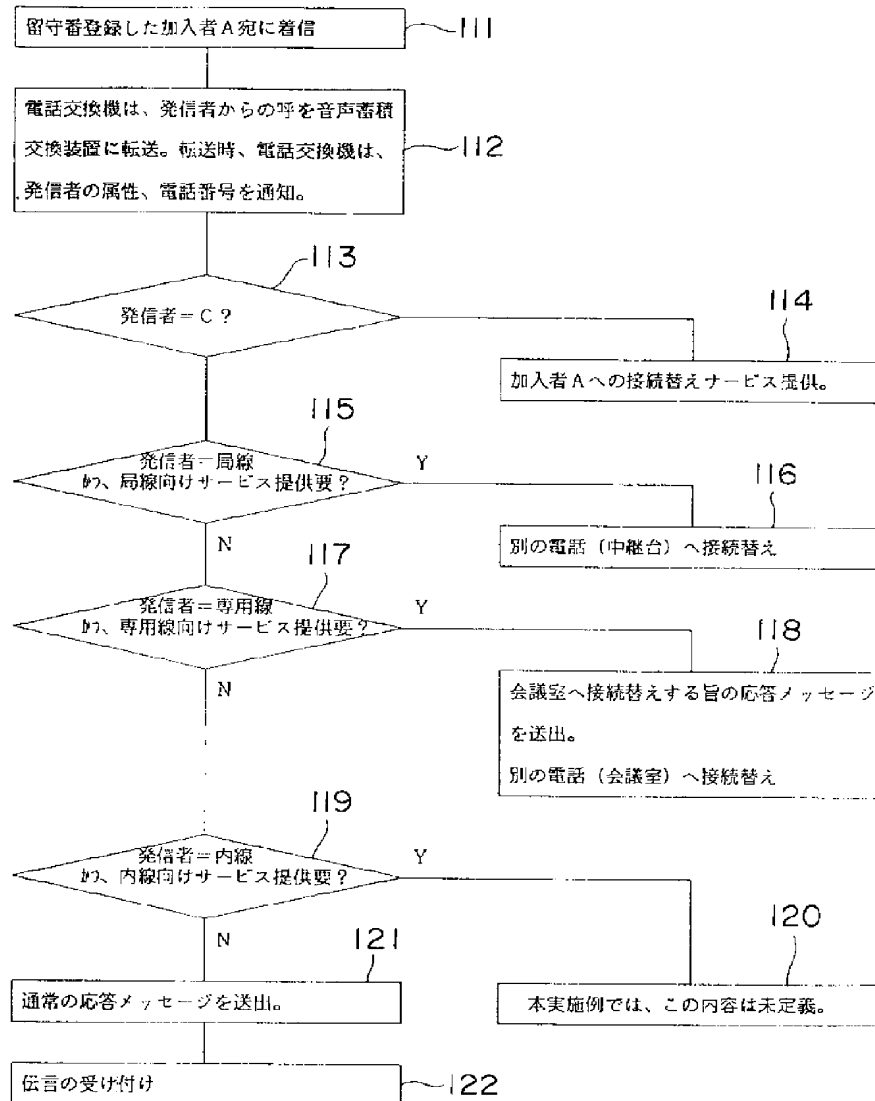 留守番登録した加入者A宛に着信
111
電話交換機は、発信者からの呼を音声蓄積
交換装置に転送。転送時、電話交換機は、
発信者の属性、電話番号を通知。
112
113
発信者=C?
114
加入者Aへの接続替えサービス提供。
115
発信者=局線
かつ、局線向けサービス提供要?
Y
N
116
別の電話(中継台)へ接続替え
117
発信者=専用線
かつ、専用線向けサービス提供要?
Y
N
118
会議室へ接続替えする旨の応答メッセージ
を送出。
別の電話(会議室)へ接続替え
119
発信者=内線
かつ、内線向けサービス提供要?
Y
N
120
本実施例では、この内容は未定義。
121
通常の応答メッセージを送出。
伝言の受け付け
122